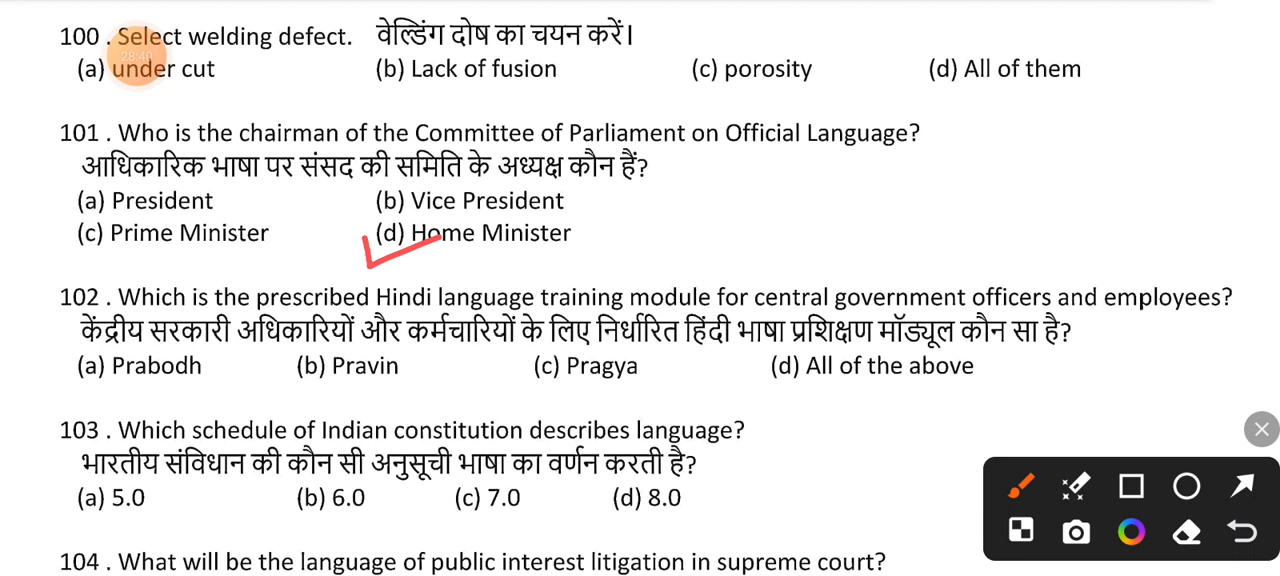 100 . Select welding defect. वेल्डिंग दोष का चयन करें।
28:40
(a) under cut (b) Lack of fusion (c) porosity (d) All of them
101 . Who is the chairman of the Committee of Parliament on Official Language?
आधिकारिक भाषा पर संसद की समिति के अध्यक्ष कौन हैं?
(a) President (b) Vice President
(c) Prime Minister (d) Home Minister
102 . Which is the prescribed Hindi language training module for central government officers and employees?
केंद्रीय सरकारी अधिकारियों और कर्मचारियों के लिए निर्धारित हिंदी भाषा प्रशिक्षण मॉड्यूल कौन सा है?
(a) Prabodh (b) Pravin (c) Pragya (d) All of the above
103 . Which schedule of Indian constitution describes language?
भारतीय संविधान की कौन सी अनुसूची भाषा का वर्णन करती है?
(a) 5.0 (b) 6.0 (c) 7.0 (d) 8.0
104 . What will be the language of public interest litigation in supreme court?